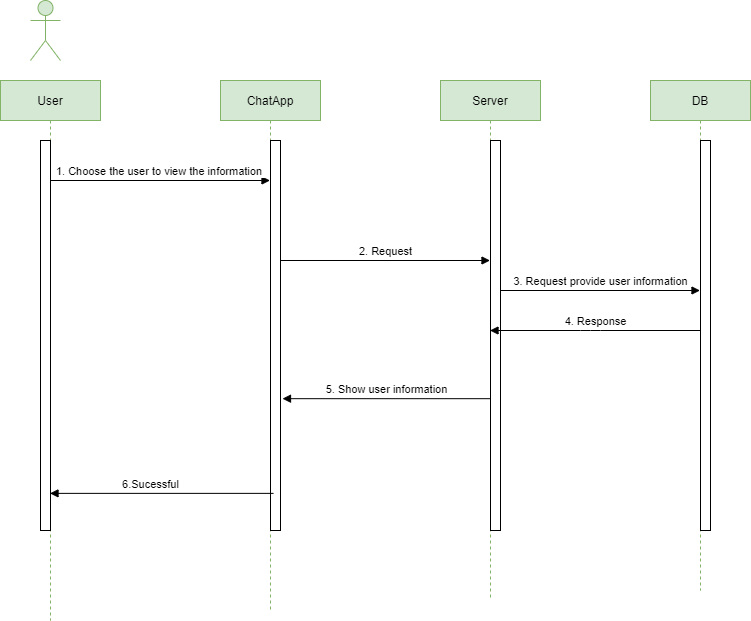 User
ChatApp
Server
DB
1. Choose the user to view the information
2. Request
3. Request provide user information
4. Response
5. Show user information
6.Sucessful